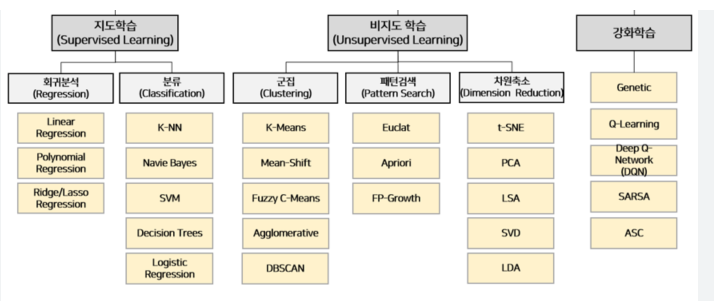 지도학습
(Supervised Learning)
비지도 학습
(Unsupervised Learning)
강화학습
회귀분석
(Regression)
분류
(Classification)
군집
(Clustering)
패턴검색
(Pattern Search)
차원축소
(Dimension Reduction)
Linear
Regression
Polynomial
Regression
Ridge/Lasso
Regression
K-NN
Navie Bayes
SVM
Decision Trees
Logistic
Regression
K-Means
Mean-Shift
Fuzzy C-Means
Agglomerative
DBSCAN
Euclat
Apriori
FP-Growth
t-SNE
PCA
LSA
SVD
LDA
Genetic
Q-Learning
Deep Q-
Network
(DQN)
SARSA
ASC